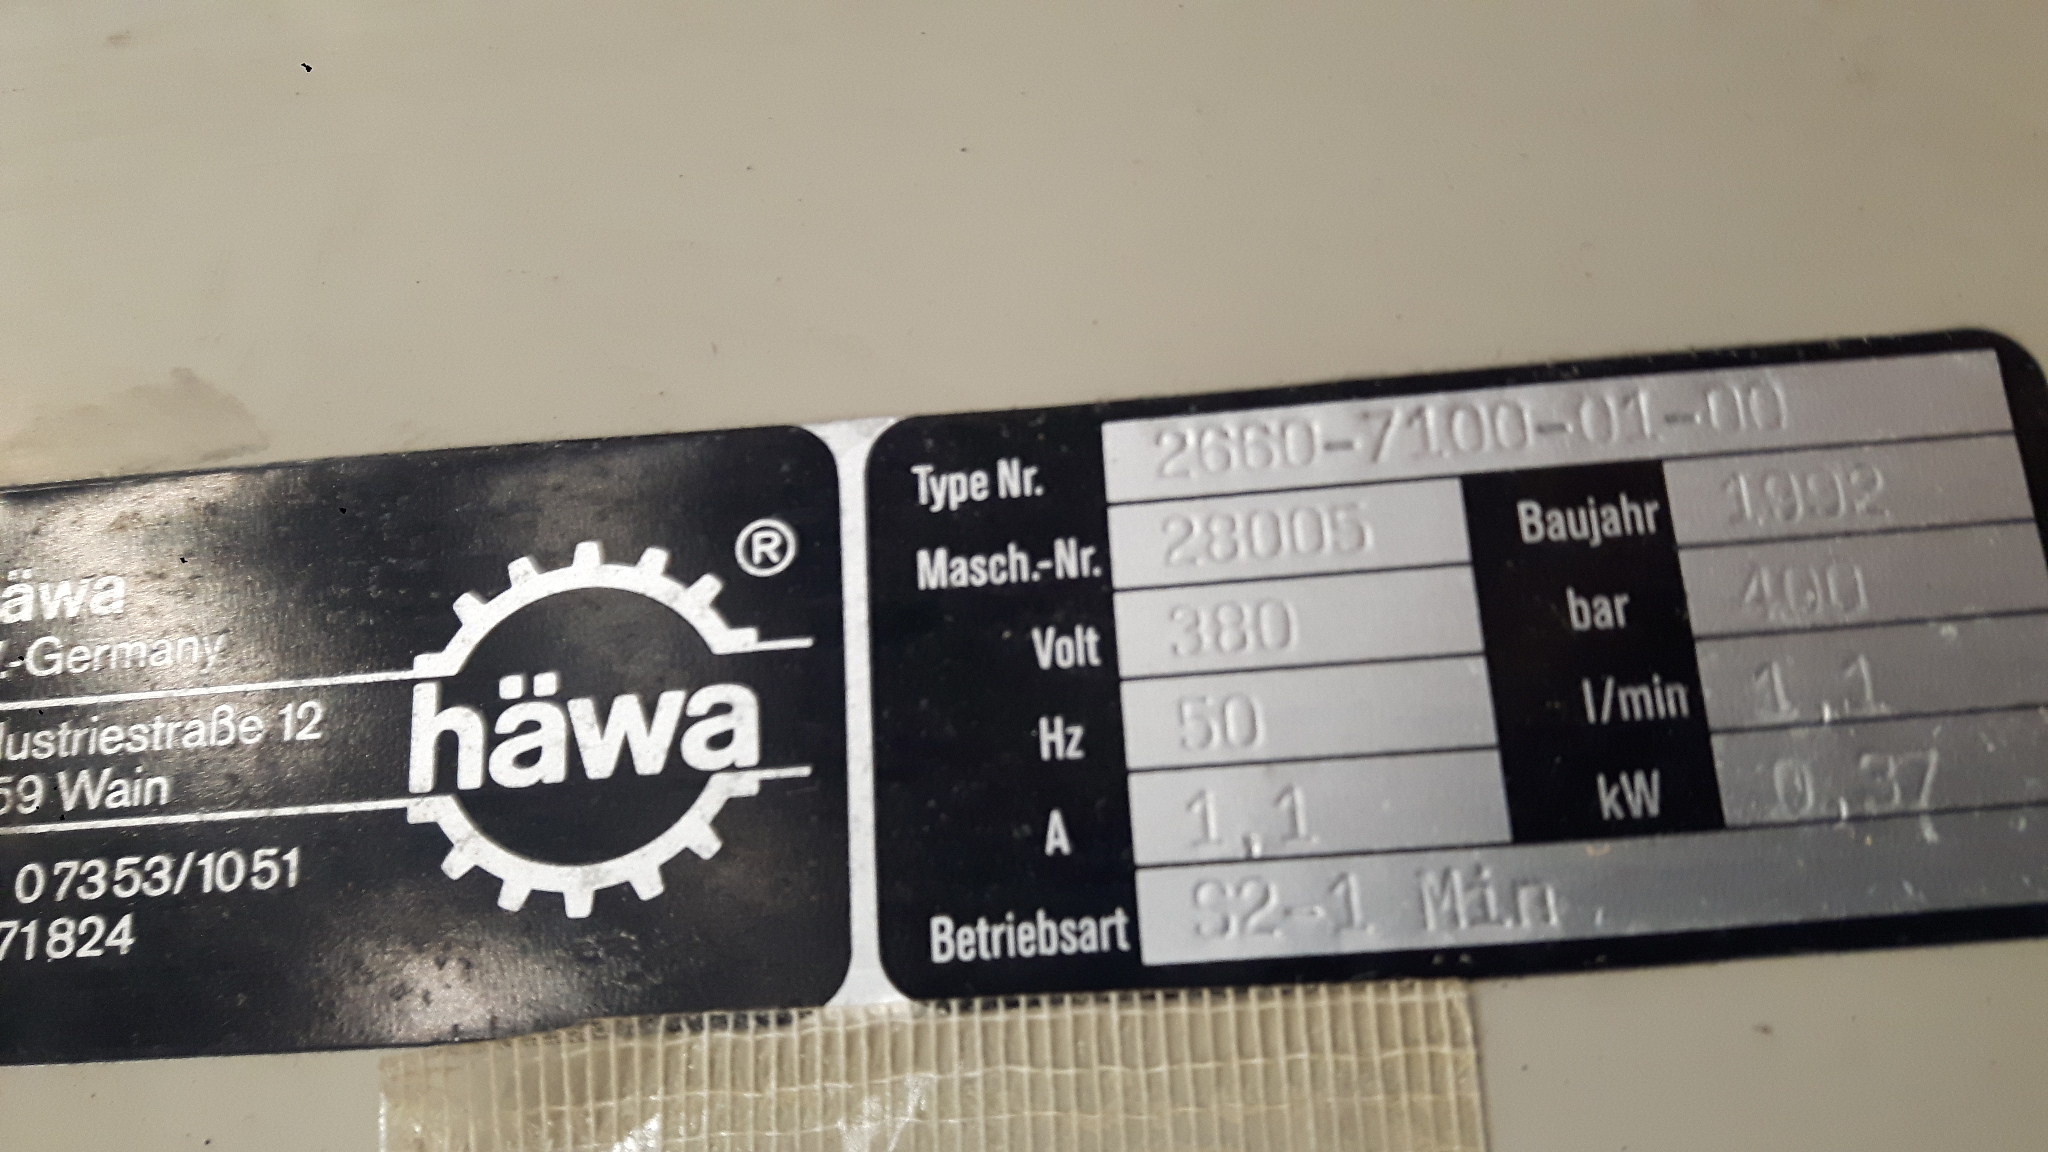 äwa
.-Germany
dustriestraße 12
59 Wain
07353/1051
71824
®
häwa
Type Nr. 2660-7100-01-00
Masch.-Nr. 28005 Baujahr 1992
Volt 380 bar 400
Hz 50 l/min 1,1
A 1,1 kW 0,37
Betriebsart S2-1 Min.